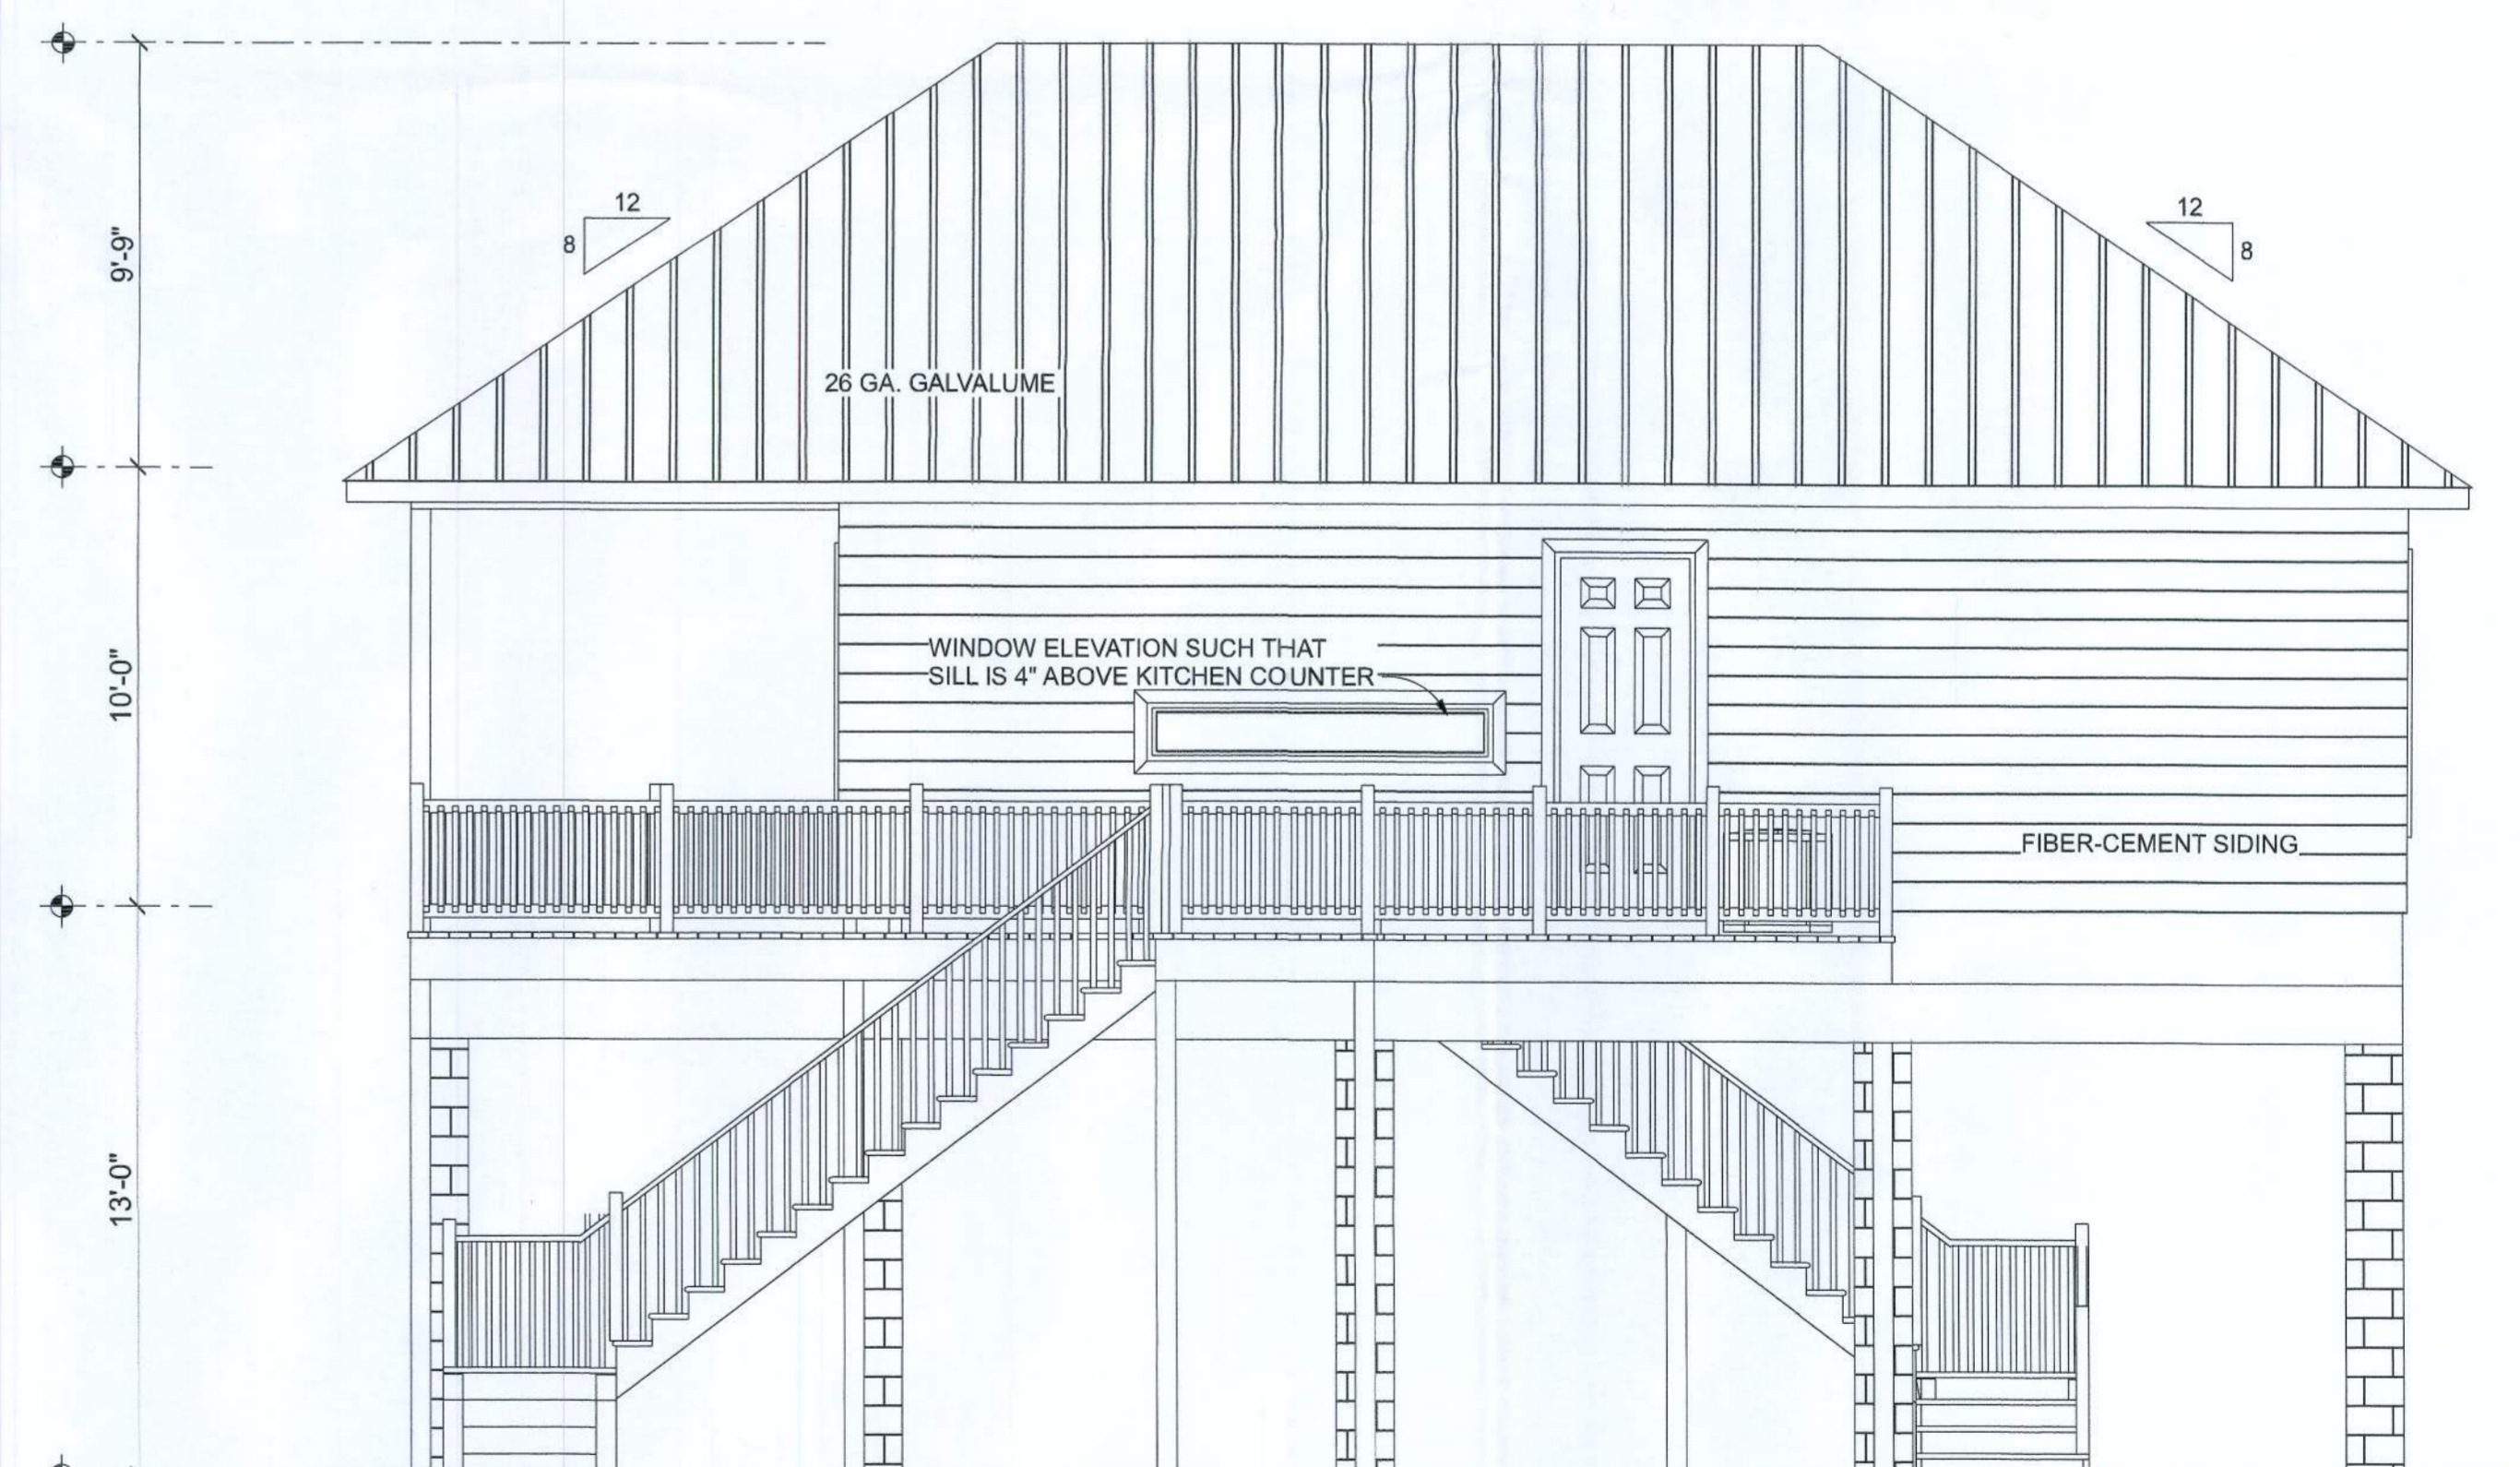 12
8
12
8
9'-9"
26 GA. GALVALUME
10'-0"
WINDOW ELEVATION SUCH THAT
SILL IS 4" ABOVE KITCHEN COUNTER
FIBER-CEMENT SIDING
13'-0"